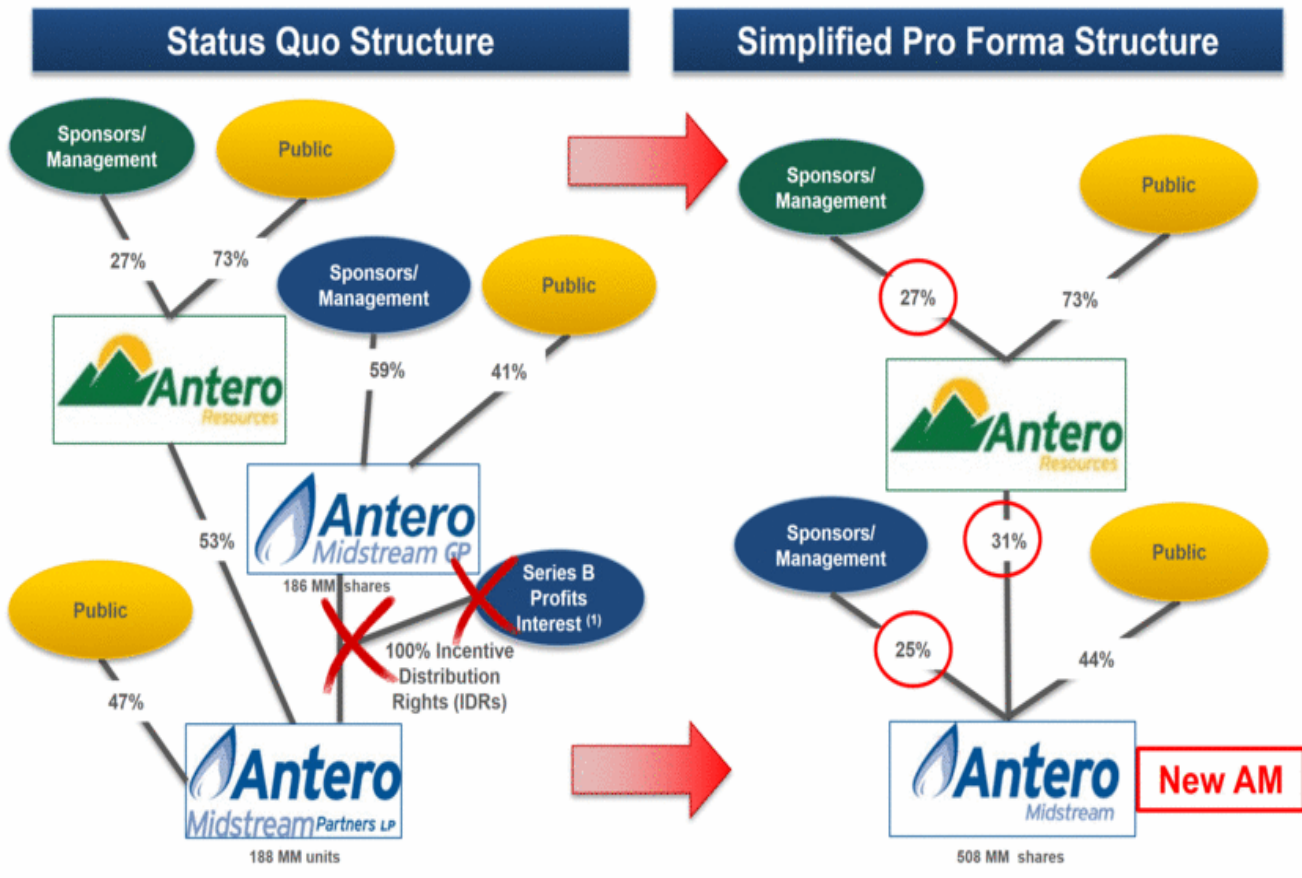 Status Quo Structure
Sponsors/
Management
Public
27%
73%
Sponsors/
Management
Public
59%
41%
Antero
Resources
Antero
Midstream GP
186 MM shares
53%
Series B
Profits
Interest (1)
100% Incentive
Distribution
Rights (IDRs)
Public
47%
Antero
Midstream Partners LP
188 MM units
Simplified Pro Forma Structure
Sponsors/
Management
Public
27%
73%
Antero
Resources
Sponsors/
Management
31%
Public
25%
44%
Antero
Midstream
New AM
508 MM shares